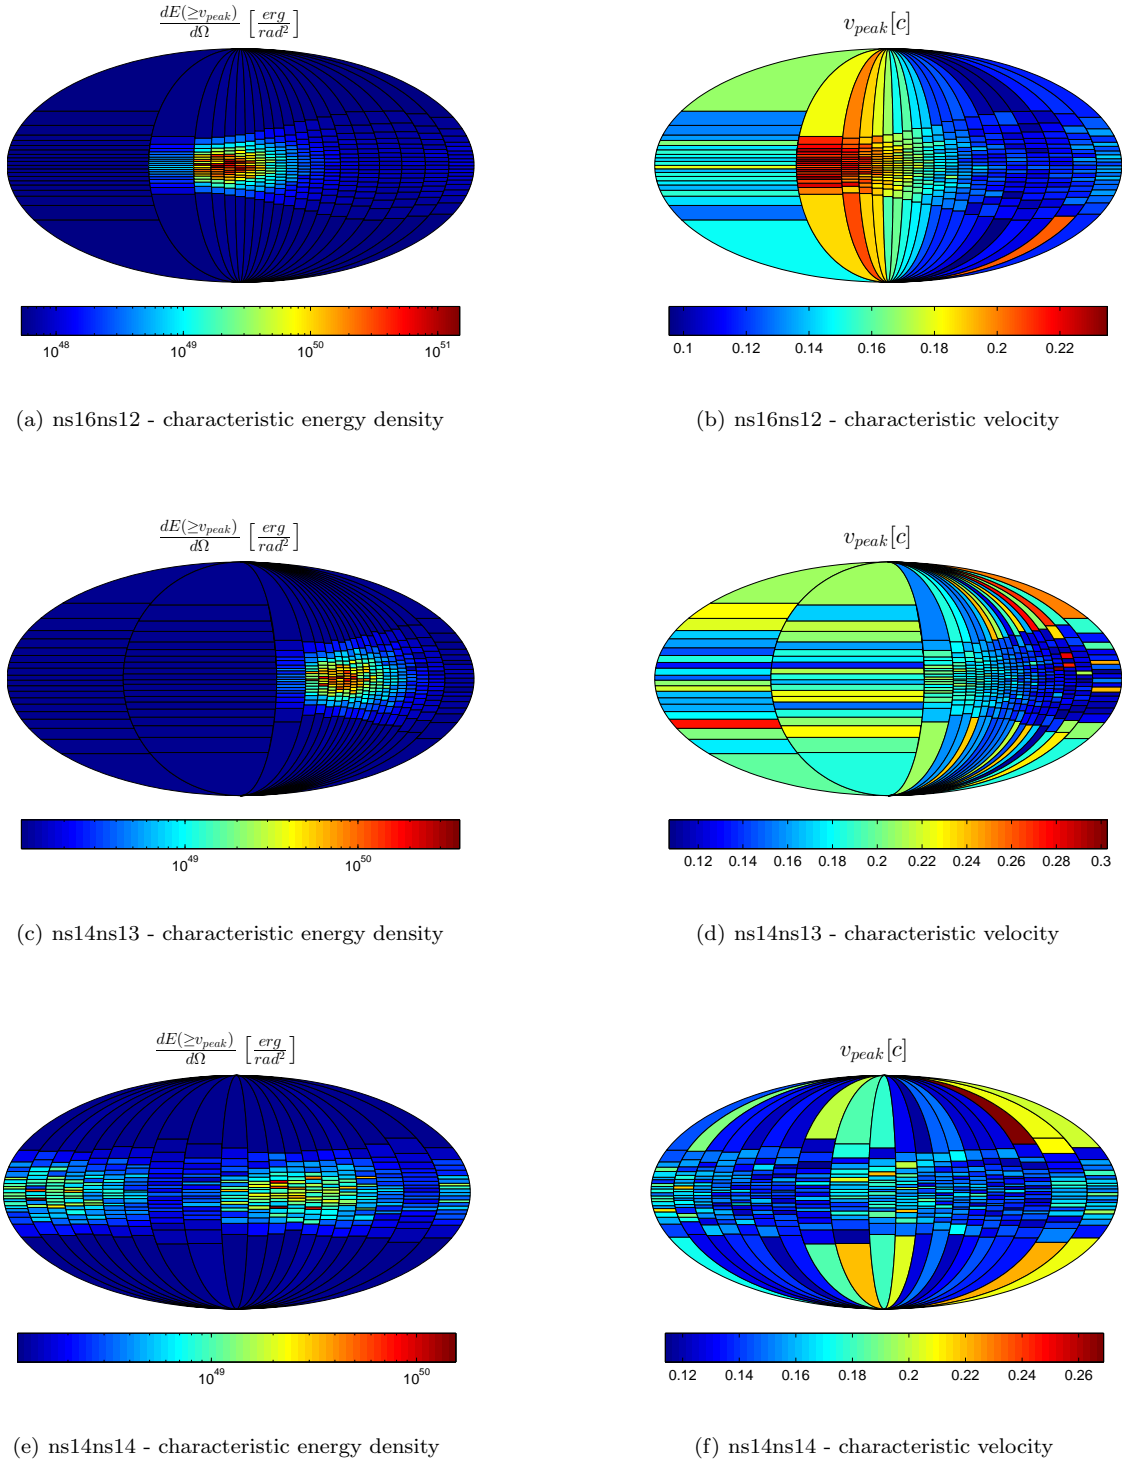 dE(≥v_peak)/dΩ [erg/rad²]
v_peak[c]
10^48 10^49 10^50 10^51
0.1 0.12 0.14 0.16 0.18 0.2 0.22
(a) ns16ns12 - characteristic energy density
(b) ns16ns12 - characteristic velocity
dE(≥v_peak)/dΩ [erg/rad²]
v_peak[c]
10^49 10^50
0.12 0.14 0.16 0.18 0.2 0.22 0.24 0.26 0.28 0.3
(c) ns14ns13 - characteristic energy density
(d) ns14ns13 - characteristic velocity
dE(≥v_peak)/dΩ [erg/rad²]
v_peak[c]
10^49 10^50
0.12 0.14 0.16 0.18 0.2 0.22 0.24 0.26
(e) ns14ns14 - characteristic energy density
(f) ns14ns14 - characteristic velocity